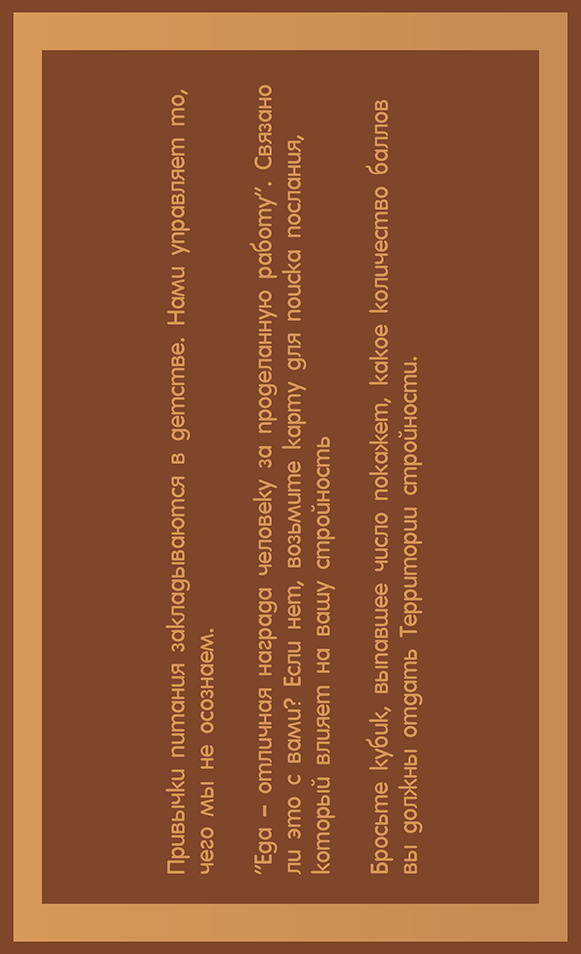 Привычки питания закладываются в детстве. Нами управляет то,
чего мы не осознаем.
"Еда – отличная награда человеку за проделанную работу". Связано
ли это с вами? Если нет, возьмите карту для поиска послания,
который влияет на вашу стройность
Бросьте кубик, выпавшее число покажет, какое количество баллов
вы должны отдать Территории стройности.